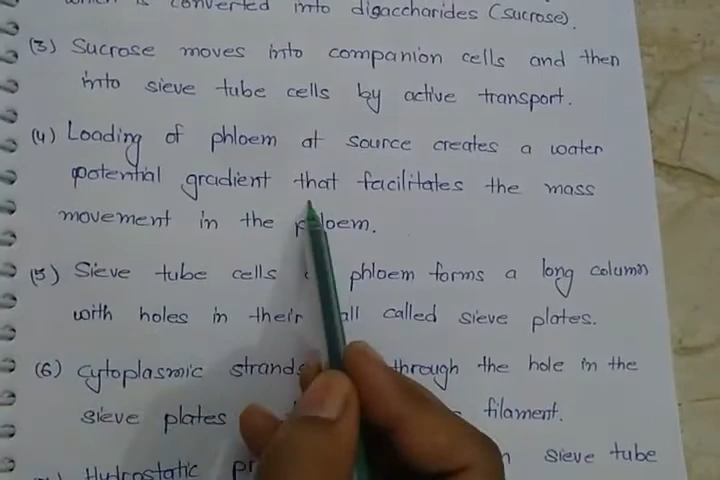 is converted into disaccharides (sucrose).
(3) Sucrose moves into companion cells and then
into sieve tube cells by active transport.
(4) Loading of phloem at source creates a water
potential gradient that facilitates the mass
movement in the phloem.
(5) Sieve tube cells phloem forms a long column
with holes in their called sieve plates.
(6) Cytoplasmic strands through the hole in the
sieve plates filament.
Hydrostatic sieve tube